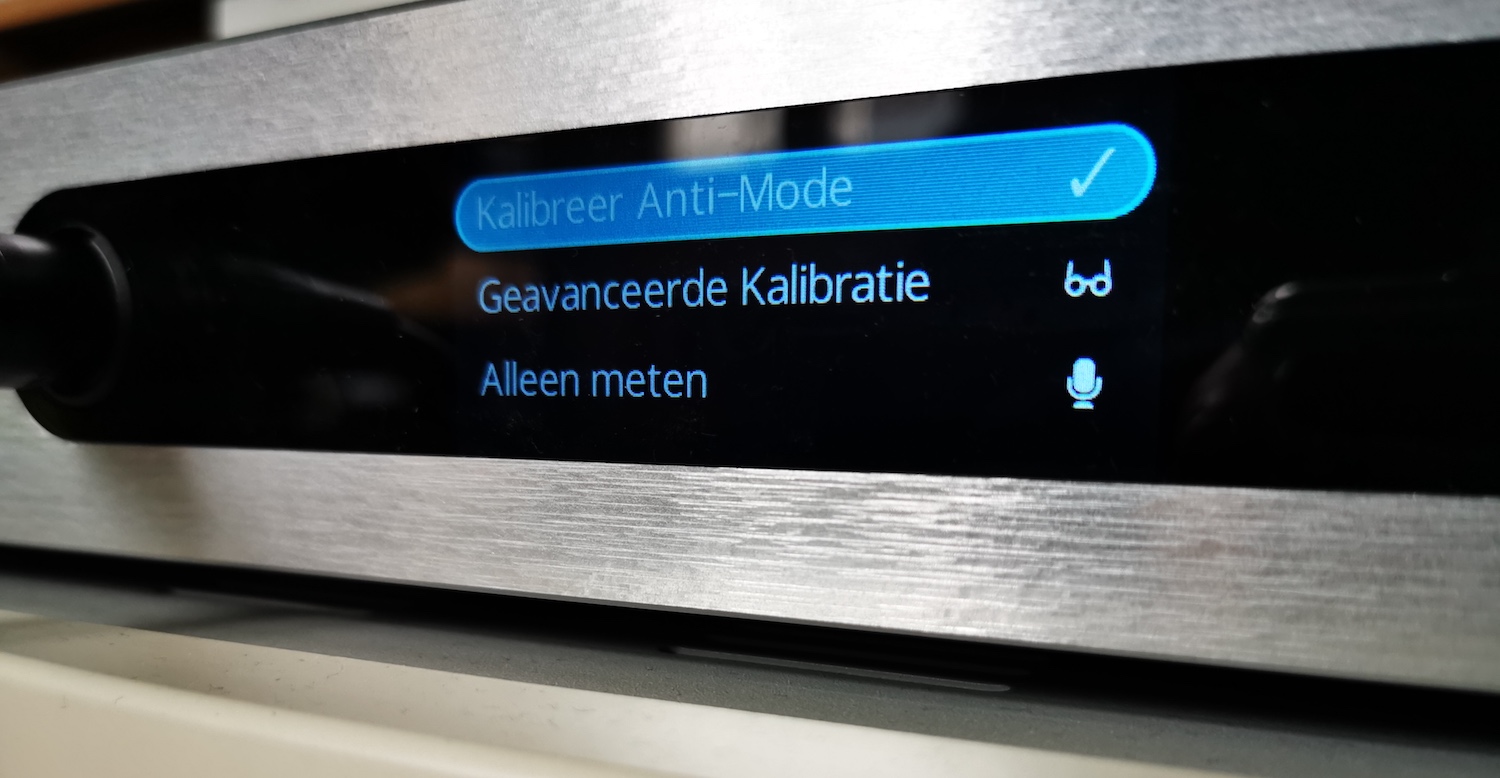 Kalibreer Anti-Mode
Geavanceerde Kalibratie
Alleen meten